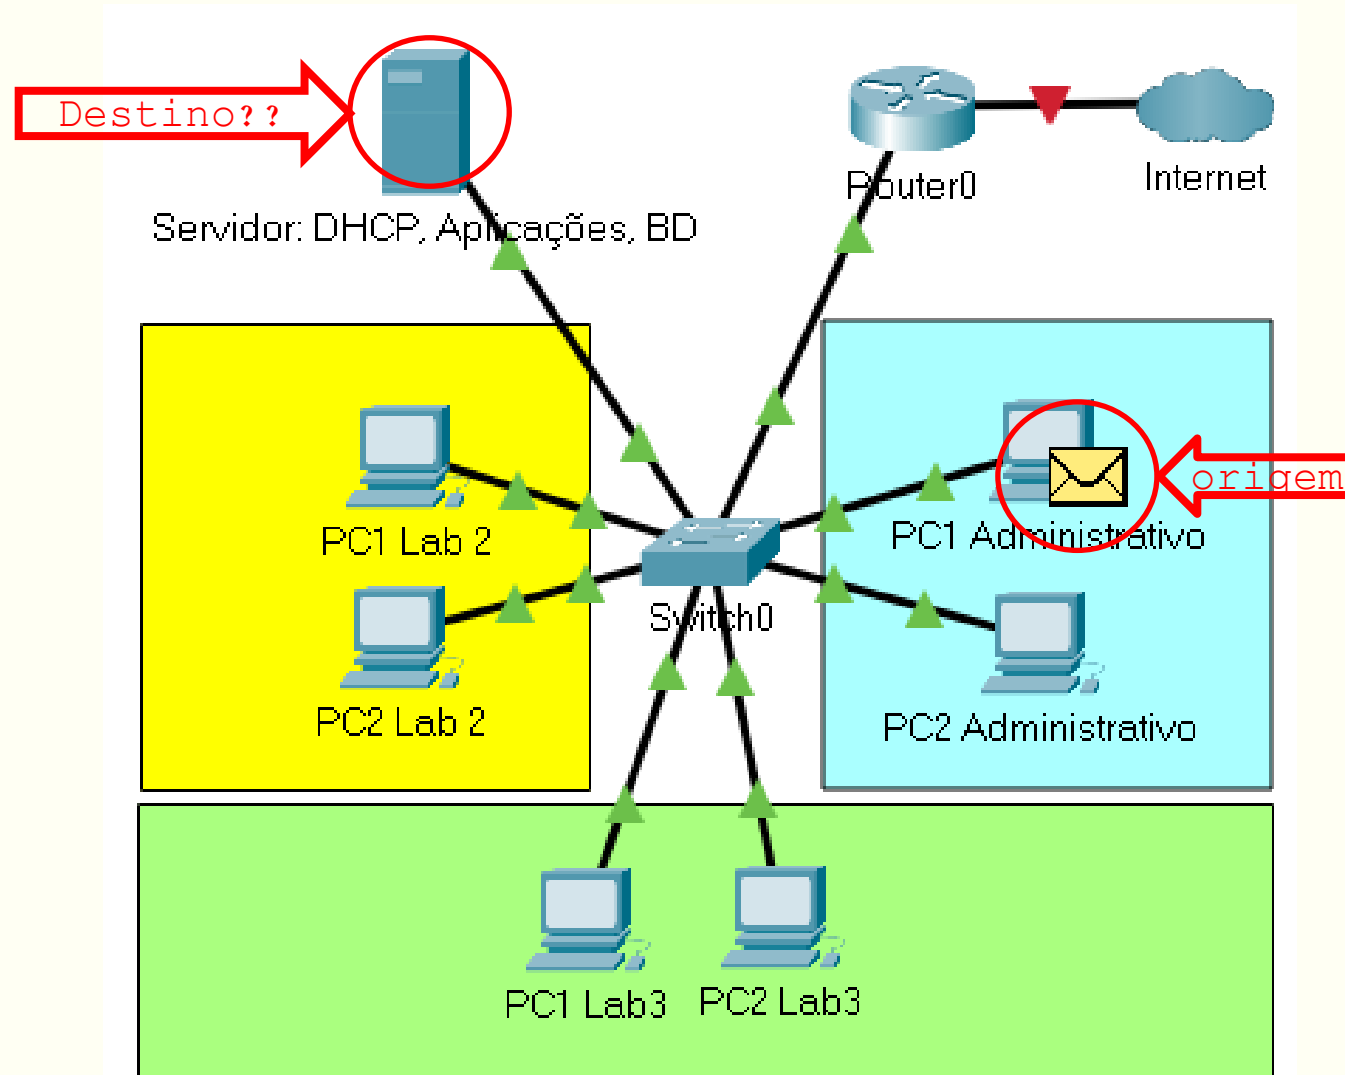 Destino??
Router0
Internet
Servidor: DHCP, Aplicações, BD
origem
PC1 Lab 2
PC1 Administrativo
Switch0
PC2 Lab 2
PC2 Administrativo
PC1 Lab3
PC2 Lab3